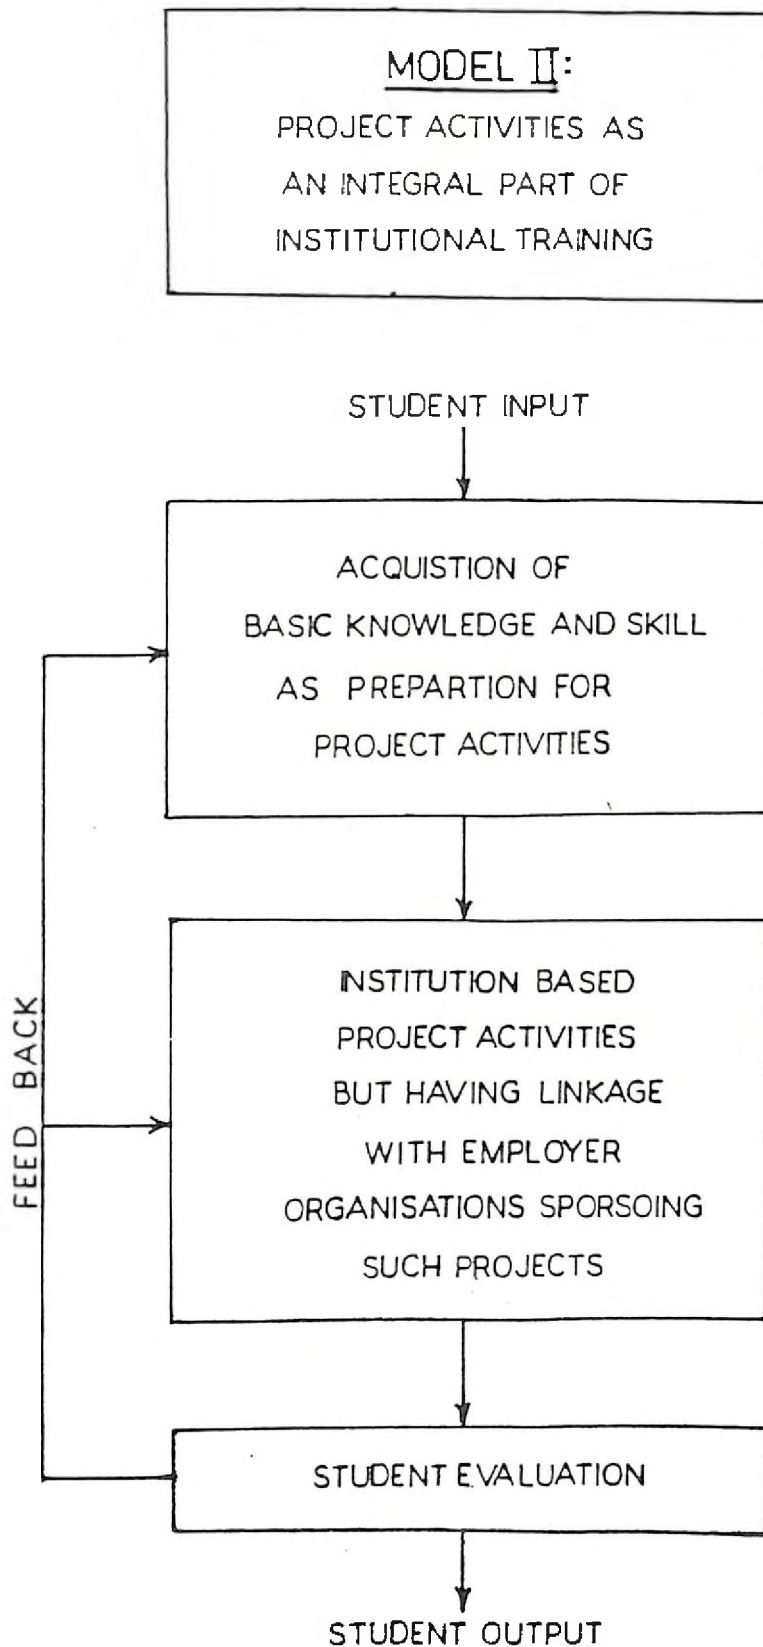 MODEL II:
PROJECT ACTIVITIES AS
AN INTEGRAL PART OF
INSTITUTIONAL TRAINING
STUDENT INPUT
ACQUISTION OF
BASIC KNOWLEDGE AND SKILL
AS PREPARTION FOR
PROJECT ACTIVITIES
INSTITUTION BASED
PROJECT ACTIVITIES
BUT HAVING LINKAGE
WITH EMPLOYER
ORGANISATIONS SPORSOING
SUCH PROJECTS
FEED BACK
STUDENT EVALUATION
STUDENT OUTPUT